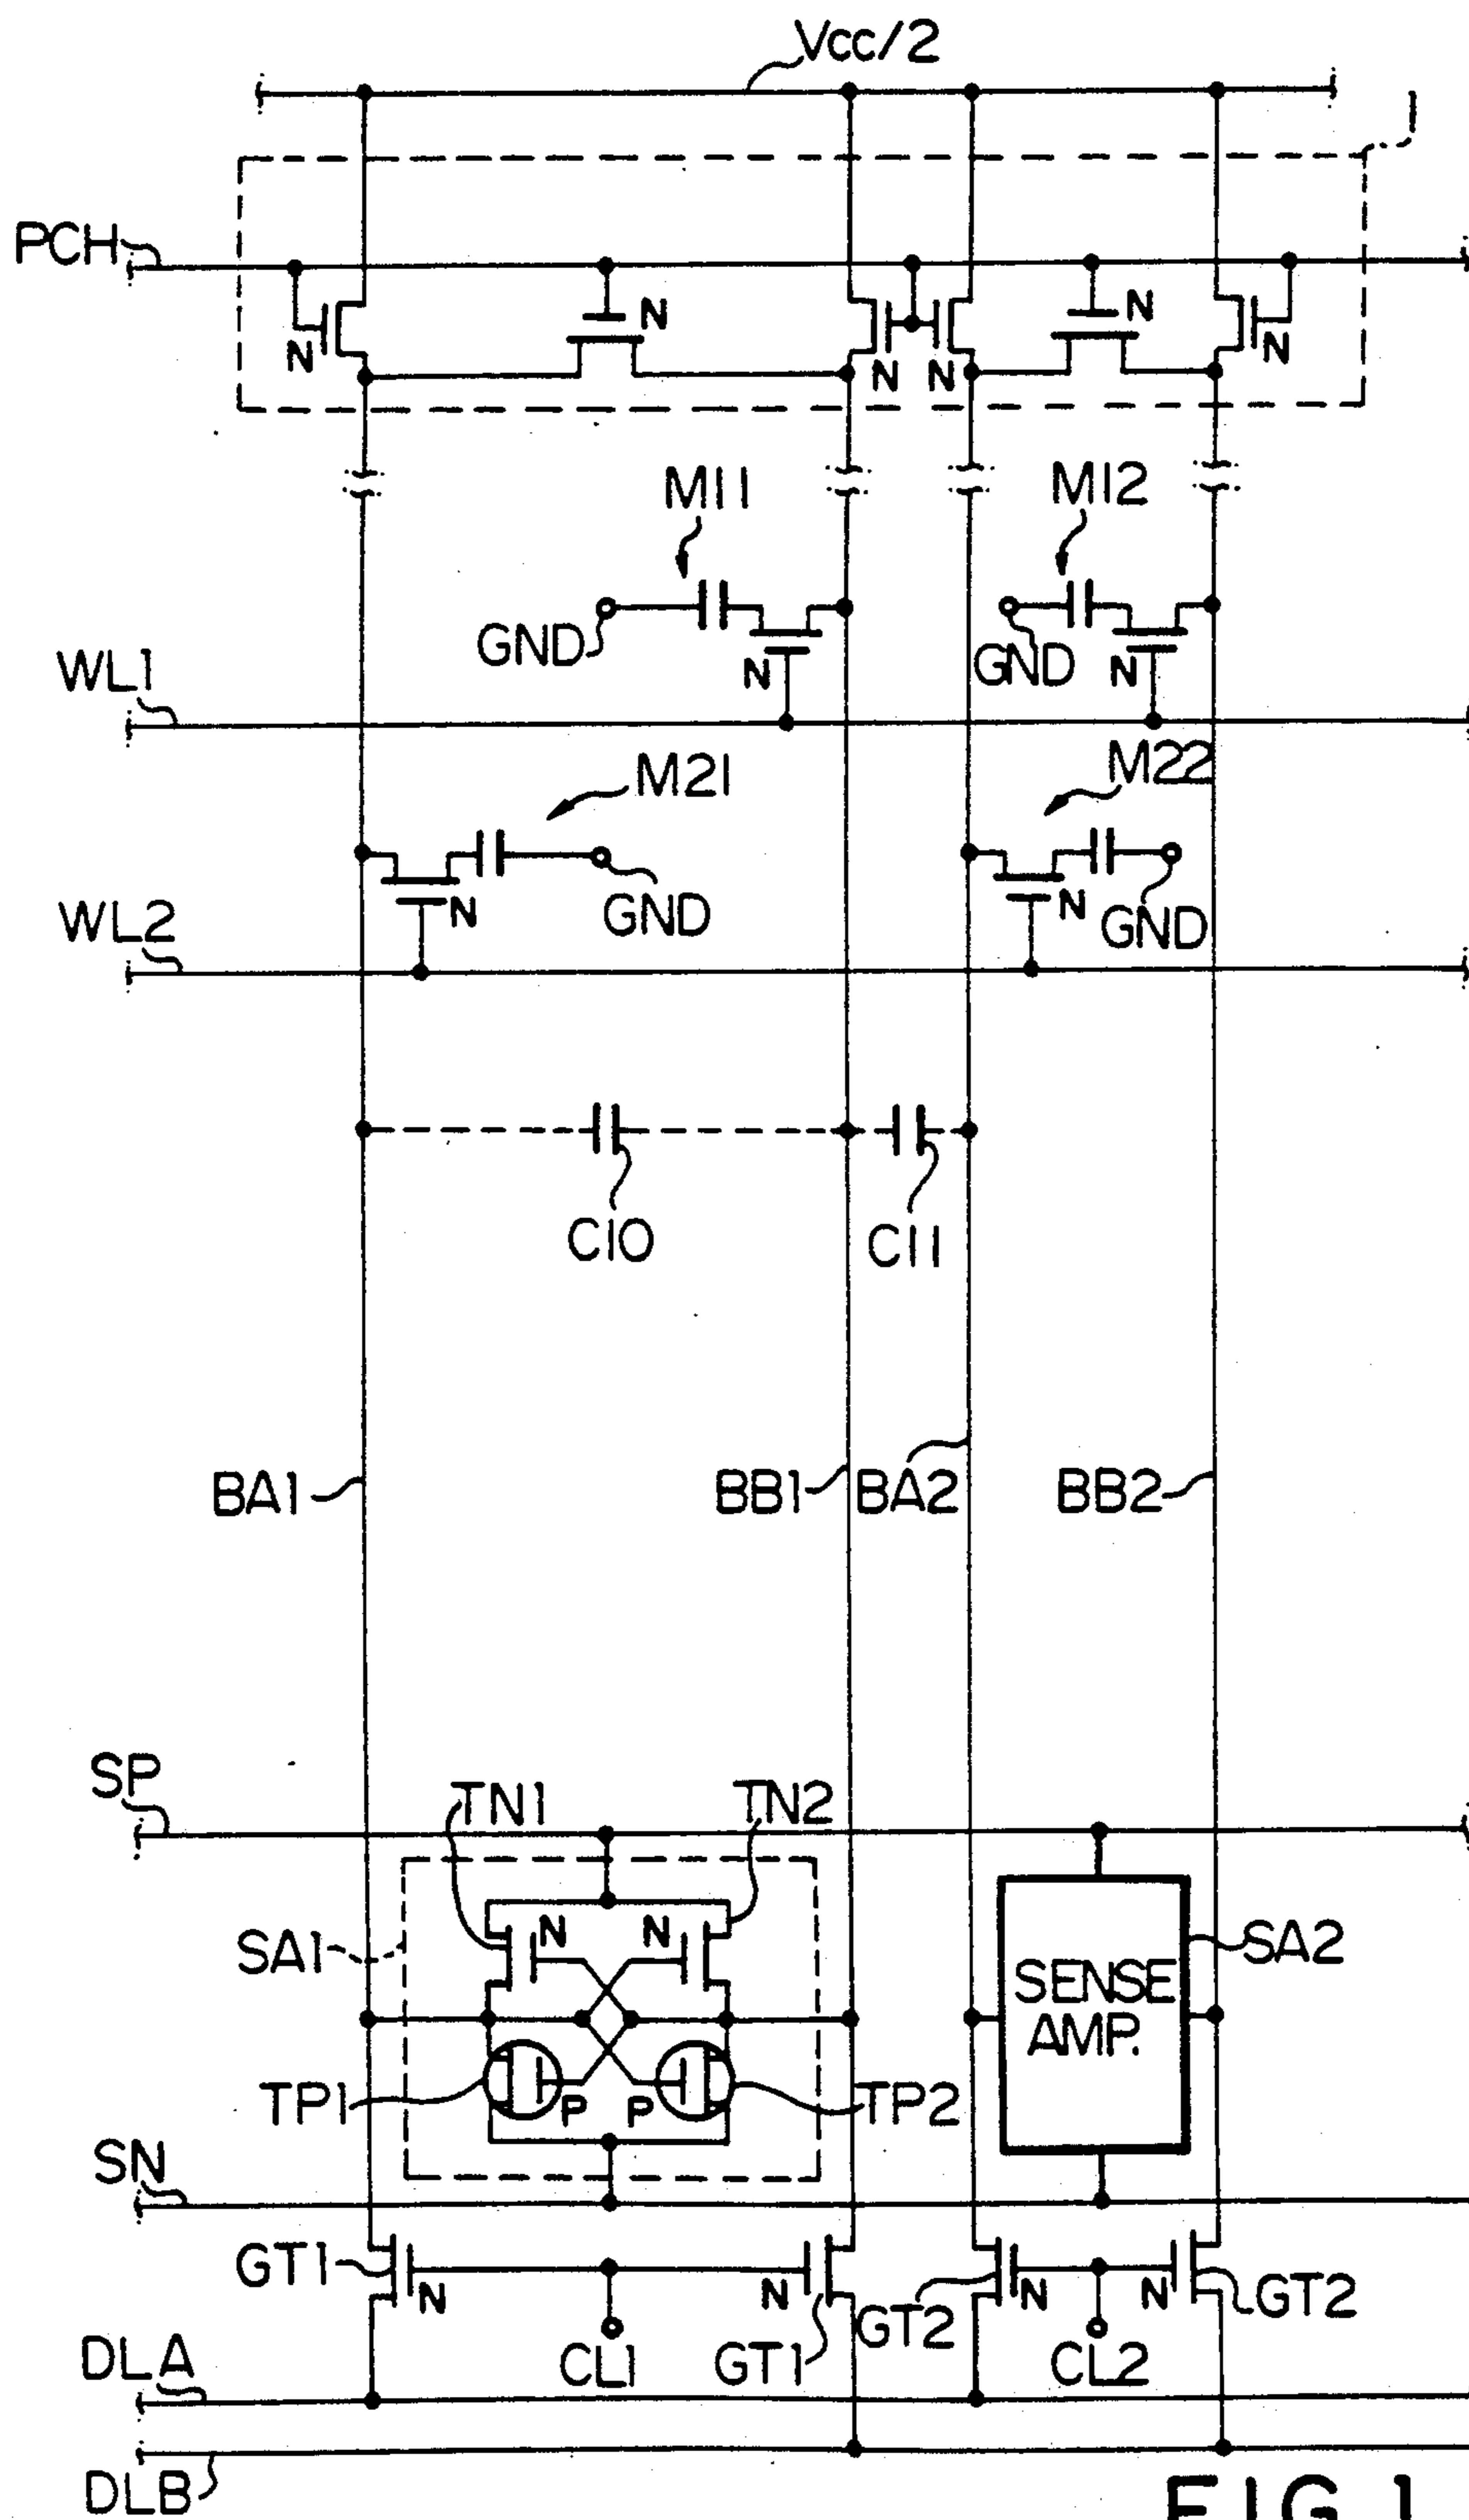 Vcc/2
PCH
N N N N N N
M11 M12
GND GND
N N
WL1
M21 M22
N GND N GND
WL2
C10 C11
BA1 BB1 BA2 BB2
SP
TN1 TN2
N N
SA1 SA2
SENSE
AMP.
TP1 P P TP2
SN
GT1 N N N N GT2
GT2
CL1 GT1 CL2
DLA
DLB
FIG.1